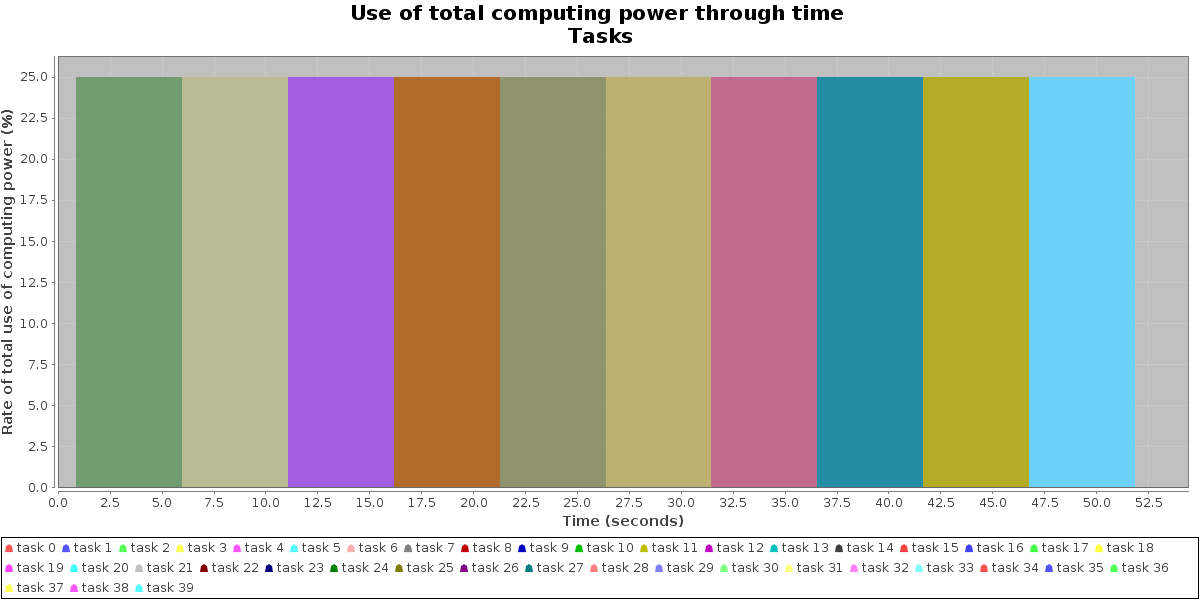 Use of total computing power through time
Tasks
Rate of total use of computing power (%)
25.0
22.5
20.0
17.5
15.0
12.5
10.0
7.5
5.0
2.5
0.0
0.0 2.5 5.0 7.5 10.0 12.5 15.0 17.5 20.0 22.5 25.0 27.5 30.0 32.5 35.0 37.5 40.0 42.5 45.0 47.5 50.0 52.5
Time (seconds)
task 0 task 1 task 2 task 3 task 4 task 5 task 6 task 7 task 8 task 9 task 10 task 11 task 12 task 13 task 14 task 15 task 16 task 17 task 18
task 19 task 20 task 21 task 22 task 23 task 24 task 25 task 26 task 27 task 28 task 29 task 30 task 31 task 32 task 33 task 34 task 35 task 36
task 37 task 38 task 39